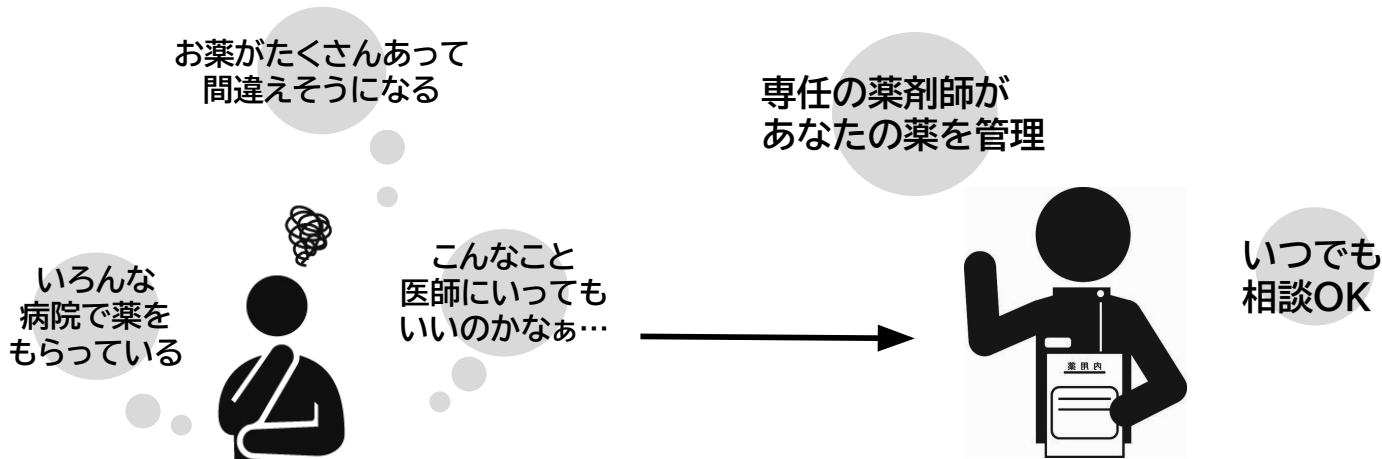 お薬がたくさんあって
間違えそうになる
いろんな
病院で薬を
もらっている
こんなこと
医師にいっても
いいのかなぁ…
専任の薬剤師が
あなたの薬を管理
いつでも
相談OK
薬用内